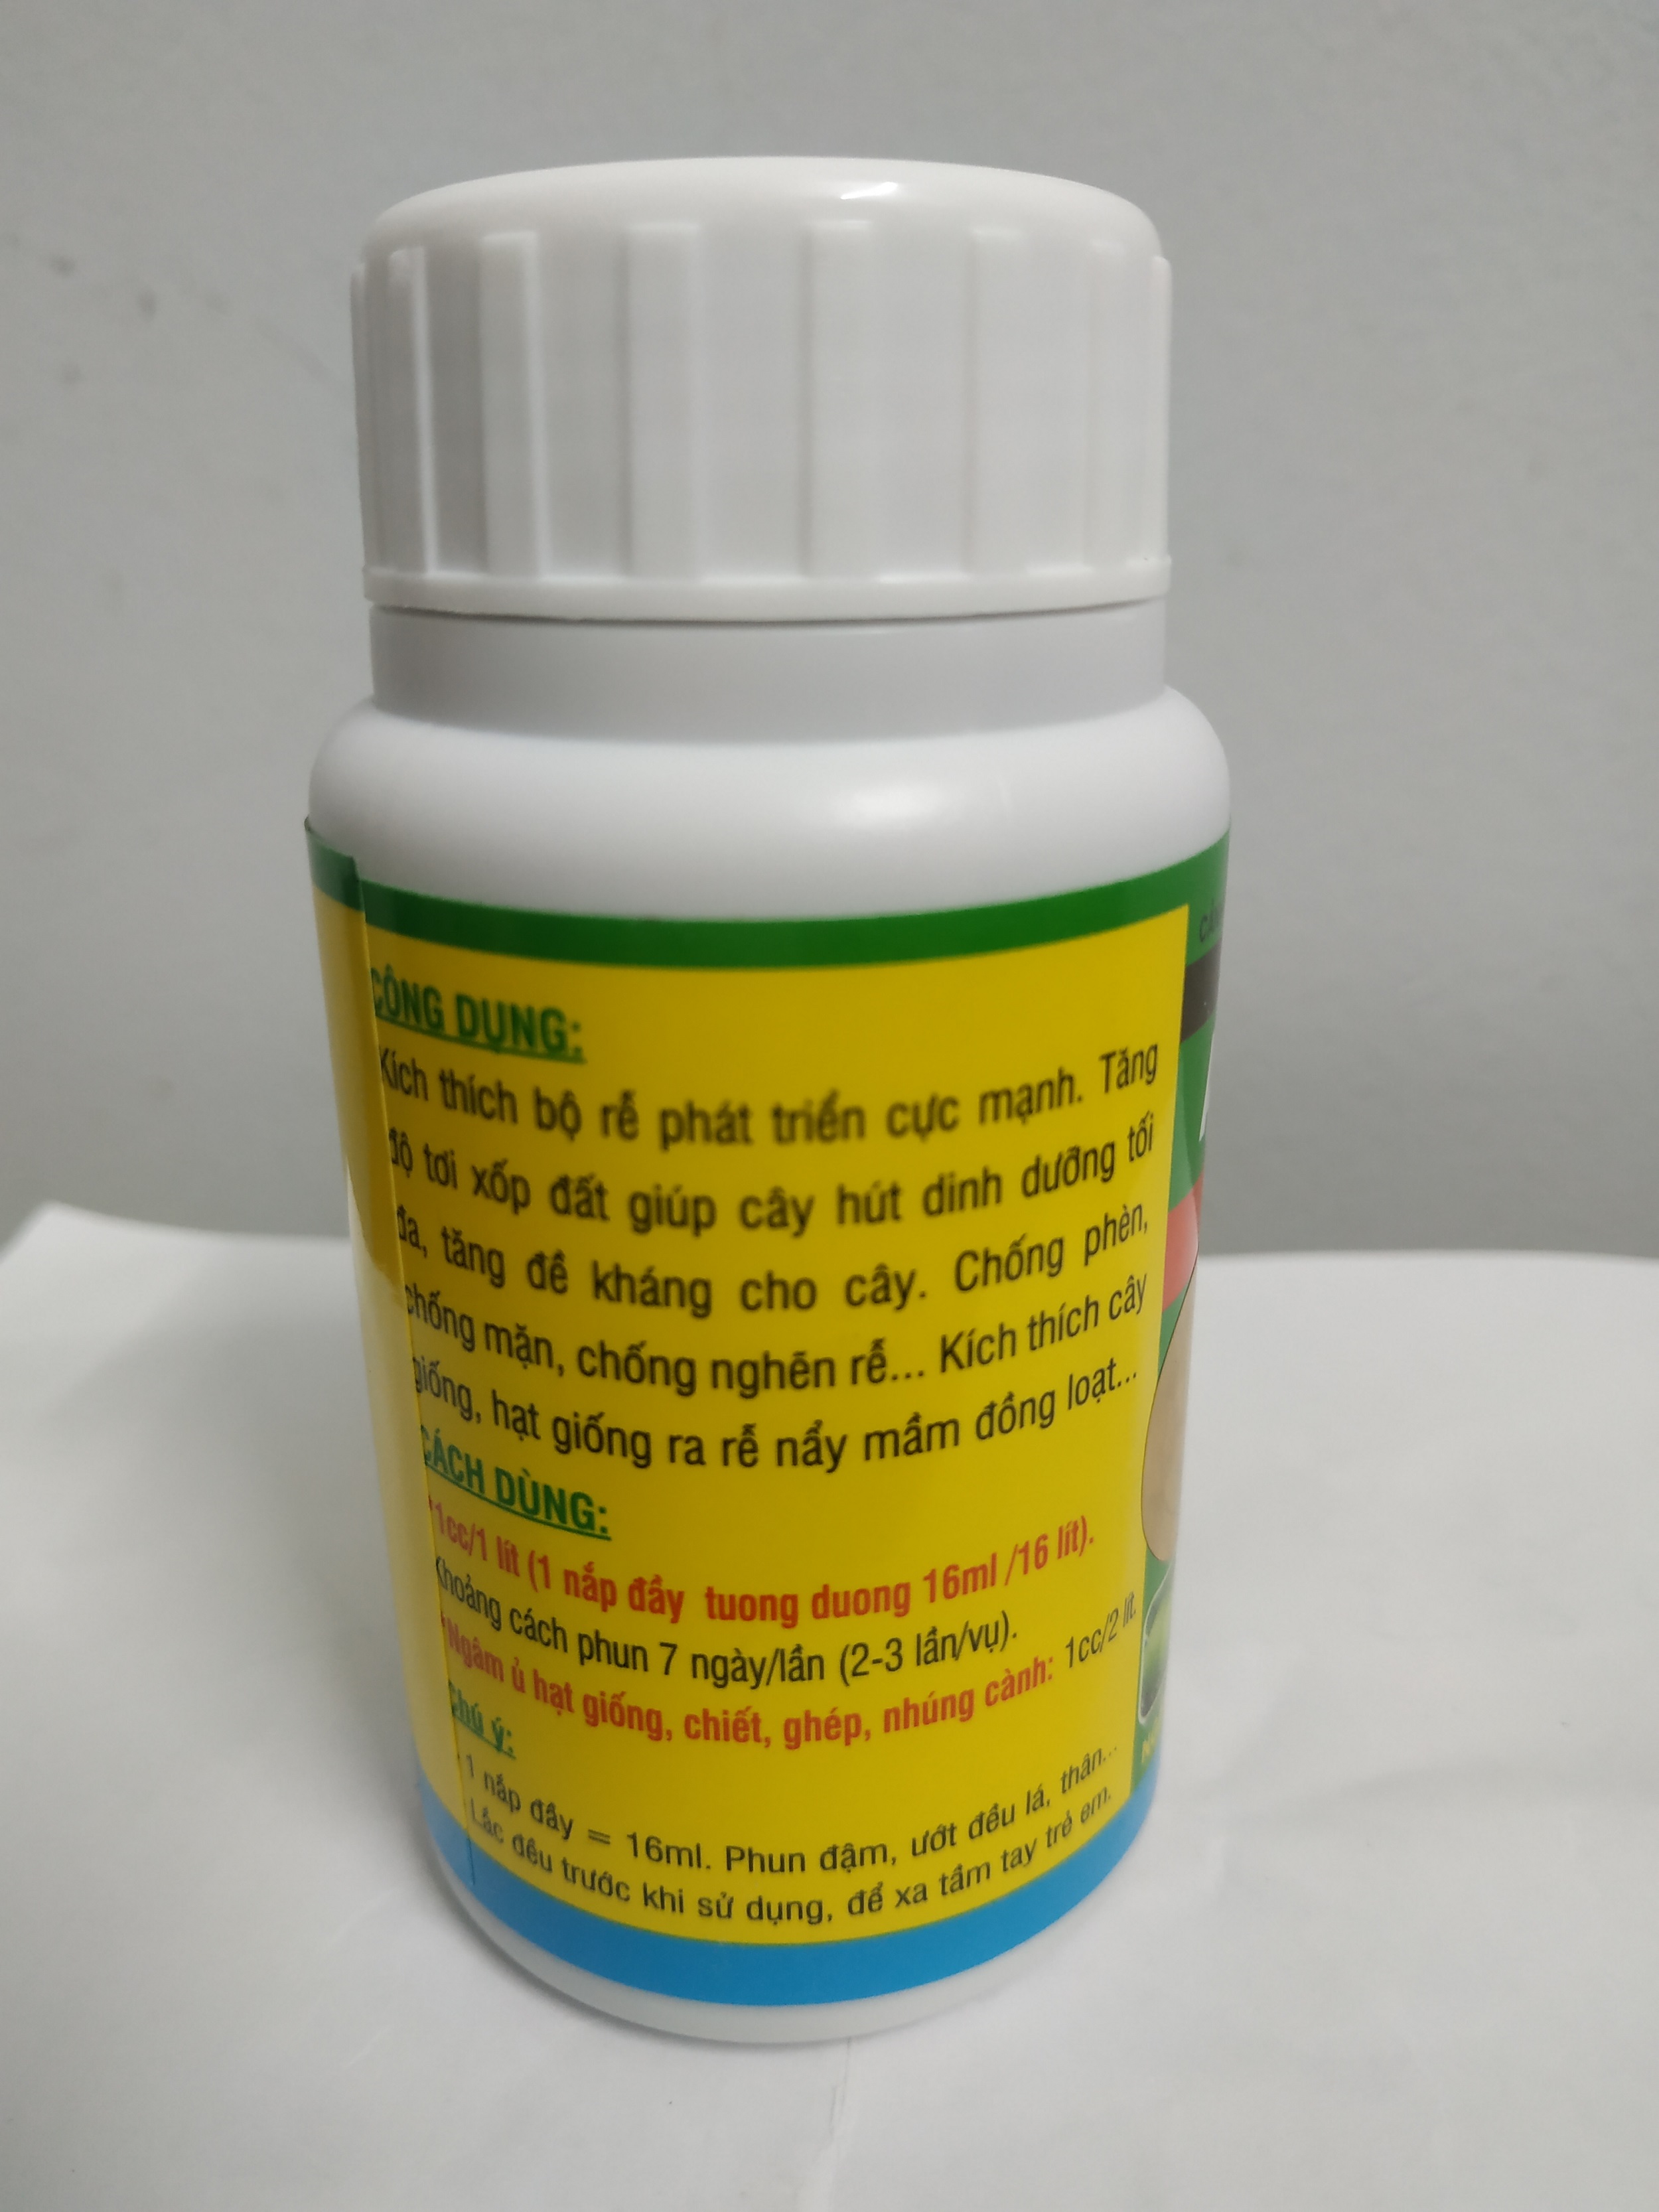 CÔNG DỤNG:
Kích thích bộ rễ phát triển cực mạnh. Tăng
độ tơi xốp đất giúp cây hút dinh dưỡng tối
đa, tăng đề kháng cho cây. Chống phèn,
chống mặn, chống nghẽn rễ... Kích thích cây
giống, hạt giống ra rễ nẩy mầm đồng loạt...
CÁCH DÙNG:
*1cc/1 lít (1 nắp đầy tuong duong 16ml /16 lít).
Khoảng cách phun 7 ngày/lần (2-3 lần/vụ).
*Ngâm ủ hạt giống, chiết, ghép, nhúng cành: 1cc/2 lít.
Chú ý:
1 nắp đầy = 16ml. Phun đậm, ướt đều lá, thân...
Lắc đều trước khi sử dụng, để xa tầm tay trẻ em.